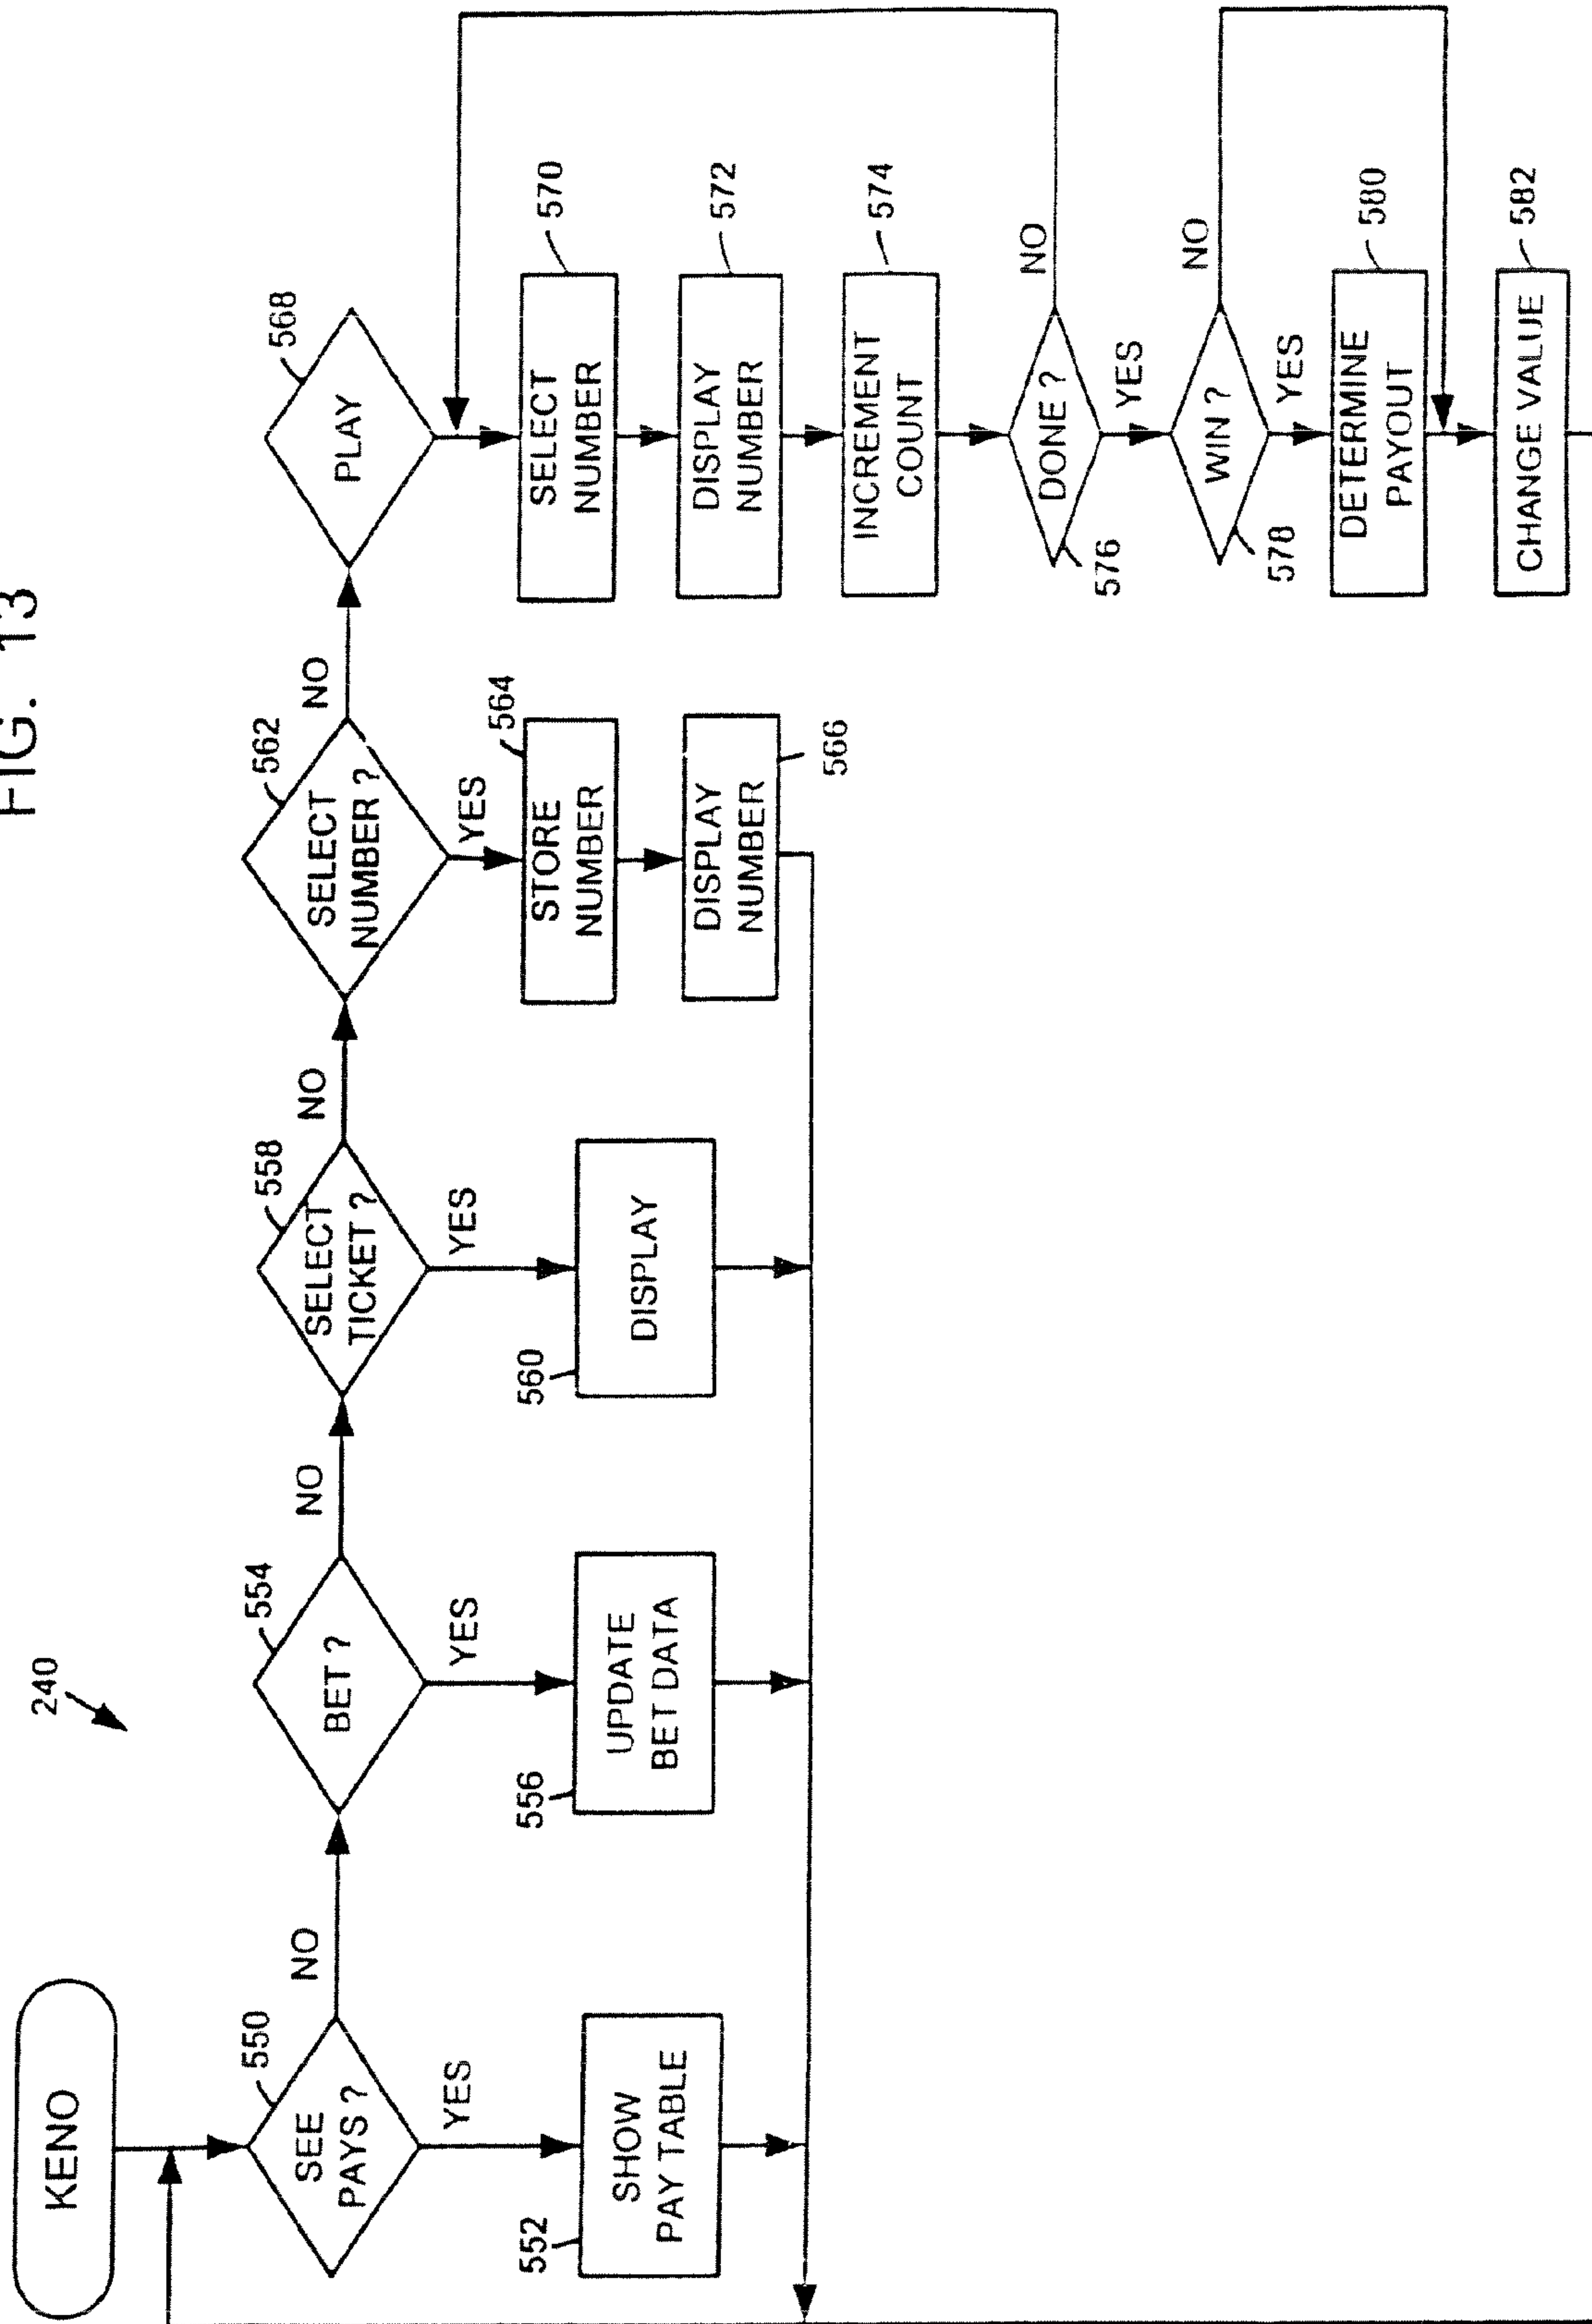 FIG. 13
240
KENO
550
SEE
PAYS ?
NO
YES
552
SHOW
PAY TABLE
554
BET ?
NO
YES
556
UPDATE
BET DATA
558
SELECT
TICKET ?
NO
YES
560
DISPLAY
562
SELECT
NUMBER ?
NO
YES
564
STORE
NUMBER
DISPLAY
NUMBER
566
568
PLAY
570
SELECT
NUMBER
572
DISPLAY
NUMBER
574
INCREMENT
COUNT
DONE ?
NO
576
YES
WIN ?
NO
578
YES
580
DETERMINE
PAYOUT
582
CHANGE VALUE